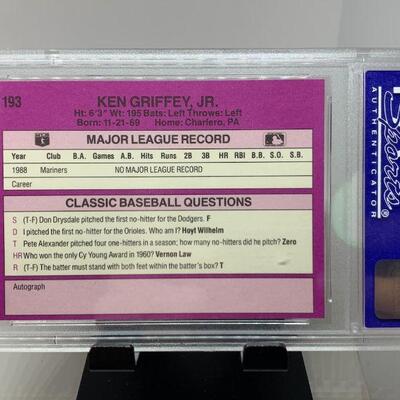 193
KEN GRIFFEY, JR.
Ht: 6'3" Wt: 195 Bats: Left Throws: Left
Born: 11-21-69 Home: Charlero, PA
MAJOR LEAGUE RECORD
Year Club B.A. Games A.B. Hits Runs 2B 3B HR RBI B.B. S.O. S.B.
1988 Mariners NO MAJOR LEAGUE RECORD
Career
CLASSIC BASEBALL QUESTIONS
S (T-F) Don Drysdale pitched the first no-hitter for the Dodgers. F
D I pitched the first no-hitter for the Orioles. Who am I? Hoyt Wilhelm
T Pete Alexander pitched four one-hitters in a season; how many no-hitters did he pitch? Zero
HR Who won the only Cy Young Award in 1960? Vernon Law
R (T-F) The batter must stand with both feet within the batter's box? T
Autograph
Sports
AUTHENTICATOR
®